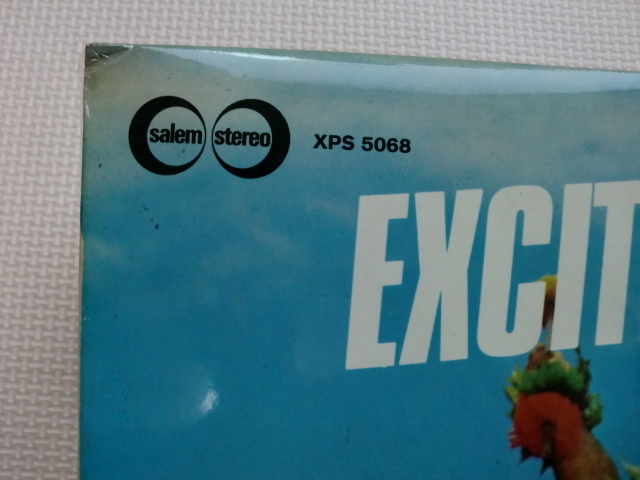 salem stereo XPS 5068
EXCIT